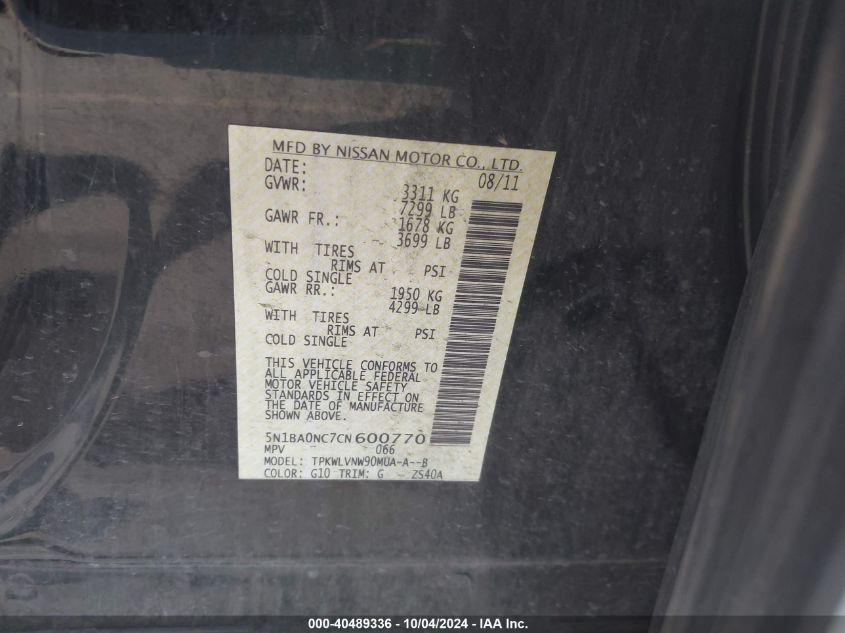 MFD BY NISSAN MOTOR CO., LTD.
DATE: 08/11
GVWR: 3311 KG
7299 LB
GAWR FR.: 1678 KG
3699 LB
WITH TIRES
RIMS AT PSI
COLD SINGLE
GAWR RR.: 1950 KG
4299 LB
WITH TIRES
RIMS AT PSI
COLD SINGLE
THIS VEHICLE CONFORMS TO
ALL APPLICABLE FEDERAL
MOTOR VEHICLE SAFETY
STANDARDS IN EFFECT ON
THE DATE OF MANUFACTURE
SHOWN ABOVE.
5N1BA0NC7CN600770
MPV 066
MODEL: TPKWLVNW90MUA-A--B
COLOR: G10 TRIM: G - ZS40A
000-40489336 - 10/04/2024 - IAA Inc.